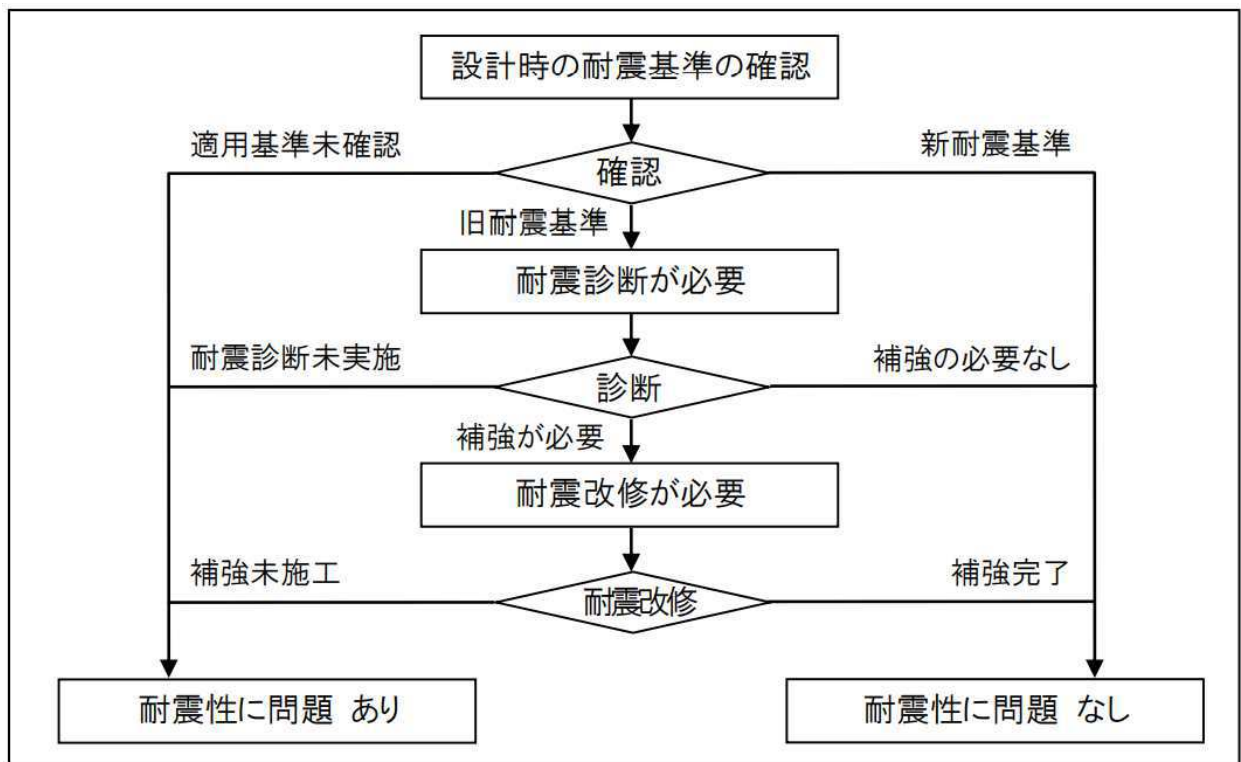 設計時の耐震基準の確認
適用基準未確認
新耐震基準
確認
旧耐震基準
耐震診断が必要
耐震診断未実施
補強の必要なし
診断
補強が必要
耐震改修が必要
補強未施工
補強完了
耐震改修
耐震性に問題 あり
耐震性に問題 なし